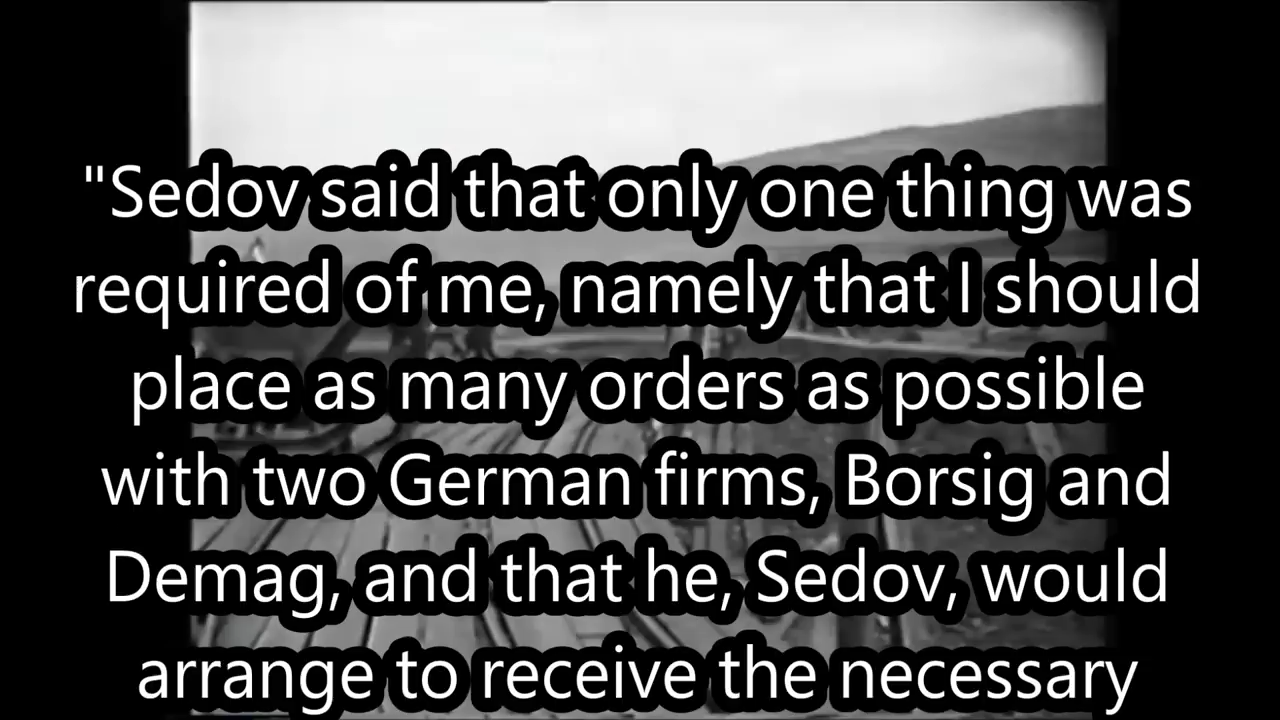 "Sedov said that only one thing was
required of me, namely that I should
place as many orders as possible
with two German firms, Borsig and
Demag, and that he, Sedov, would
arrange to receive the necessary